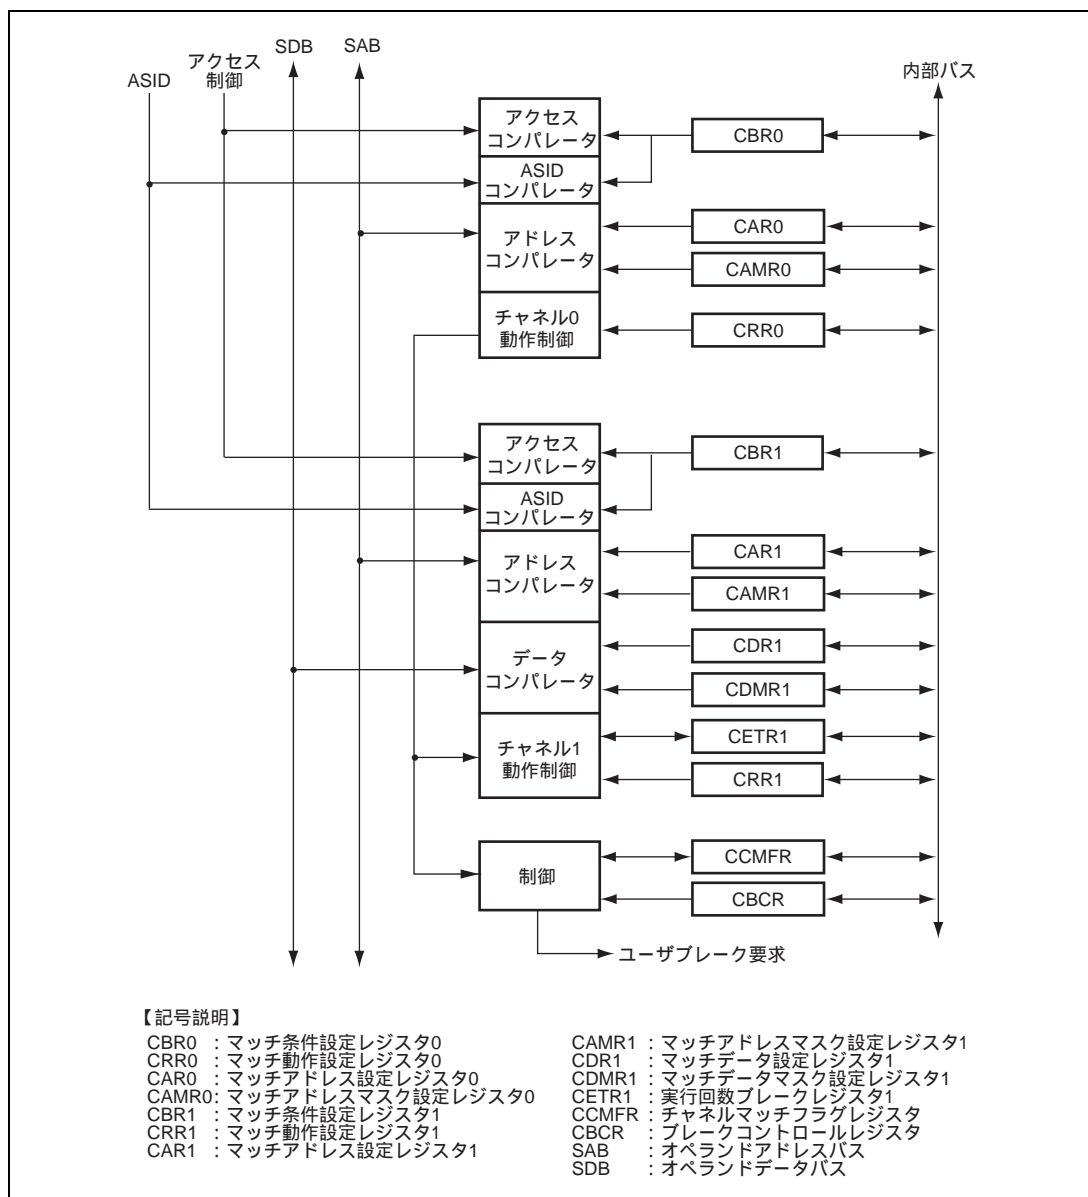 SDB
SAB
アクセス
制御
ASID
内部バス
アクセス
コンパレータ
CBR0
ASID
コンパレータ
アドレス
コンパレータ
CAR0
CAMR0
チャネル0
動作制御
CRR0
アクセス
コンパレータ
CBR1
ASID
コンパレータ
アドレス
コンパレータ
CAR1
CAMR1
データ
コンパレータ
CDR1
CDMR1
チャネル1
動作制御
CETR1
CRR1
制御
CCMFR
CBCR
ユーザブレーク要求
【記号説明】
CBR0 :マッチ条件設定レジスタ0
CRR0 :マッチ動作設定レジスタ0
CAR0 :マッチアドレス設定レジスタ0
CAMR0:マッチアドレスマスク設定レジスタ0
CBR1 :マッチ条件設定レジスタ1
CRR1 :マッチ動作設定レジスタ1
CAR1 :マッチアドレス設定レジスタ1
CAMR1 :マッチアドレスマスク設定レジスタ1
CDR1 :マッチデータ設定レジスタ1
CDMR1 :マッチデータマスク設定レジスタ1
CETR1 :実行回数ブレークレジスタ1
CCMFR :チャネルマッチフラグレジスタ
CBCR :ブレークコントロールレジスタ
SAB :オペランドアドレスバス
SDB :オペランドデータバス